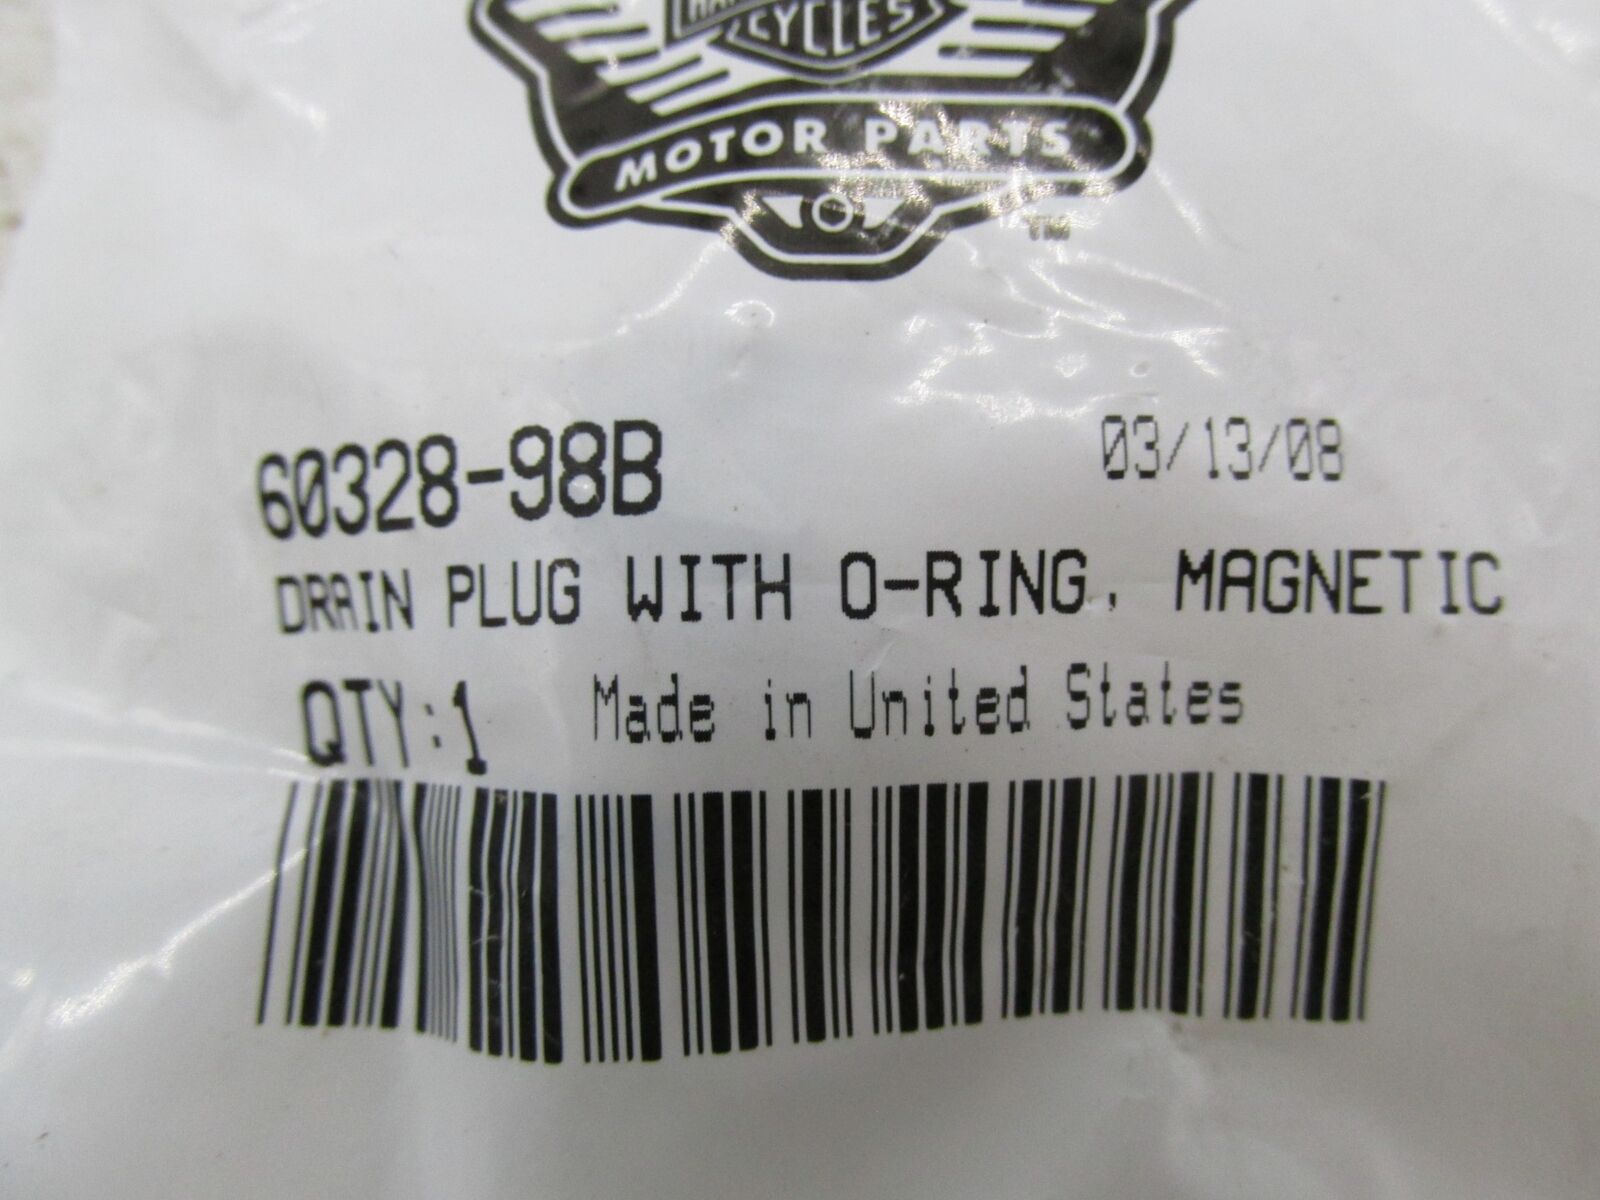 CYCLES
MOTOR PARTS
TM
60328-98B 03/13/08
DRAIN PLUG WITH O-RING, MAGNETIC
QTY:1 Made in United States